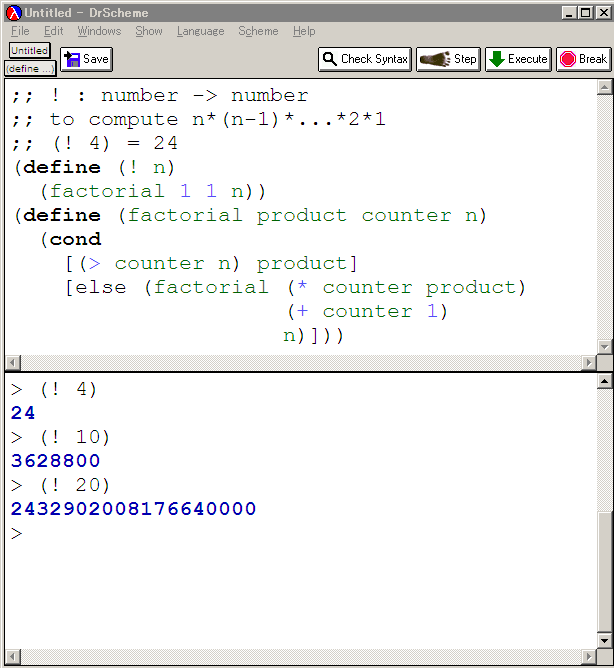 Untitled - DrScheme
File Edit Windows Show Language Scheme Help
Untitled
(define ...)
Save
Check Syntax
Step
Execute
Break
;; ! : number -> number
;; to compute n*(n-1)*...*2*1
;; (! 4) = 24
(define (! n)
  (factorial 1 1 n))
(define (factorial product counter n)
  (cond
    [(> counter n) product]
    [else (factorial (* counter product)
                     (+ counter 1)
                     n)]))
> (! 4)
24
> (! 10)
3628800
> (! 20)
2432902008176640000
>